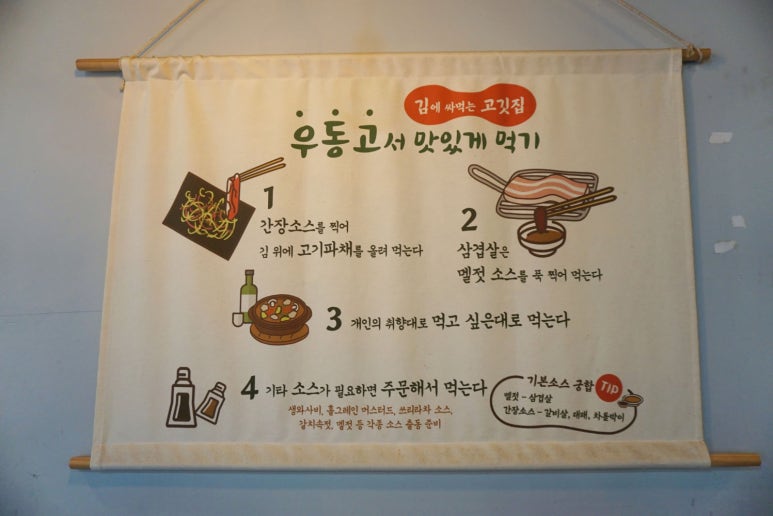 김에 싸먹는 고깃집
우동고서 맛있게 먹기
1
간장소스를 찍어
김 위에 고기파채를 올려 먹는다
2
삼겹살은
멜젓 소스를 푹 찍어 먹는다
3 개인의 취향대로 먹고 싶은대로 먹는다
4 기타 소스가 필요하면 주문해서 먹는다
생와사비, 홀그레인 머스터드, 쓰리라차 소스,
갈치속젓, 멜젓 등 각종 소스 출동 준비
기본소스 궁합 Tip
멜젓 - 삼겹살
간장소스 - 갈비살, 대패, 차돌박이